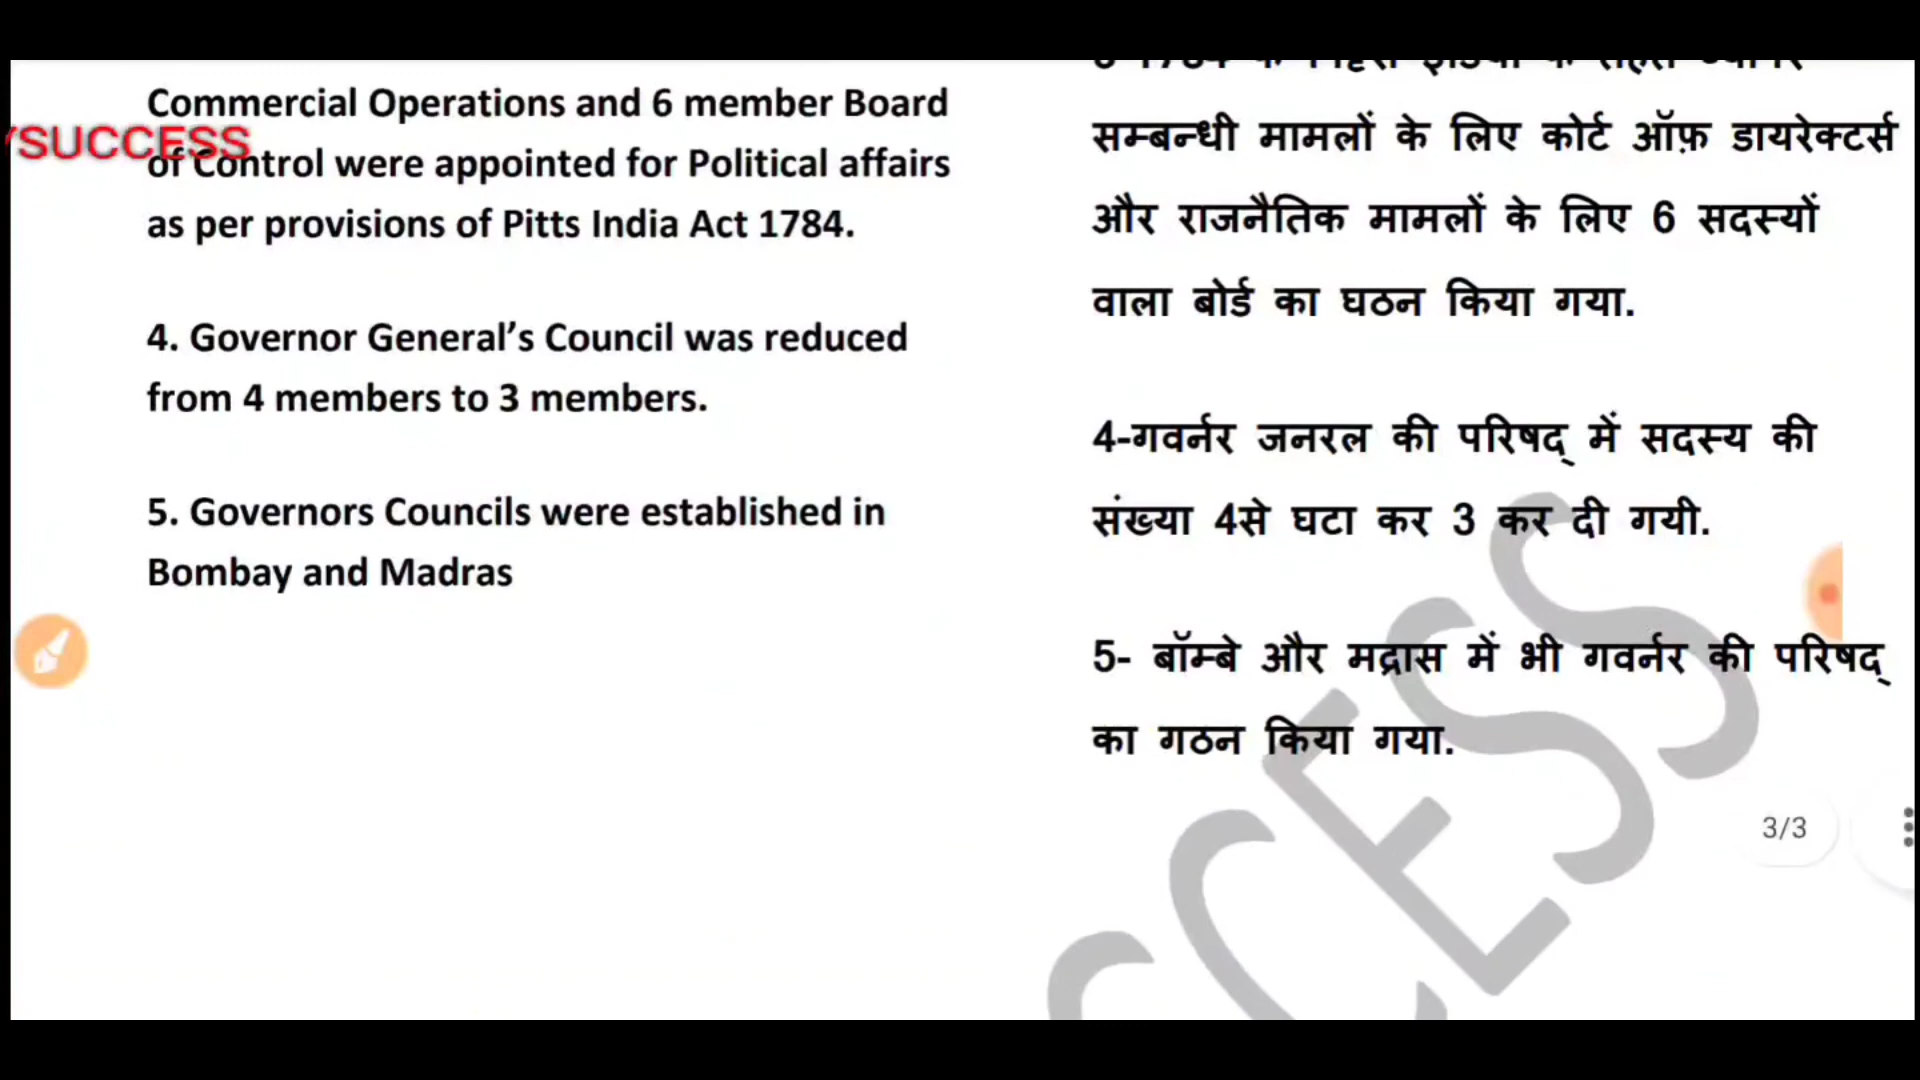 Commercial Operations and 6 member Board
of Control were appointed for Political affairs
as per provisions of Pitts India Act 1784.
4. Governor General’s Council was reduced
from 4 members to 3 members.
5. Governors Councils were established in
Bombay and Madras
YSUCCESS
सम्बन्धी मामलों के लिए कोर्ट ऑफ़ डायरेक्टर्स
और राजनैतिक मामलों के लिए 6 सदस्यों
वाला बोर्ड का घठन किया गया.
4-गवर्नर जनरल की परिषद् में सदस्य की
संख्या 4से घटा कर 3 कर दी गयी.
5- बॉम्बे और मद्रास में भी गवर्नर की परिषद्
का गठन किया गया.
3/3
CCESS